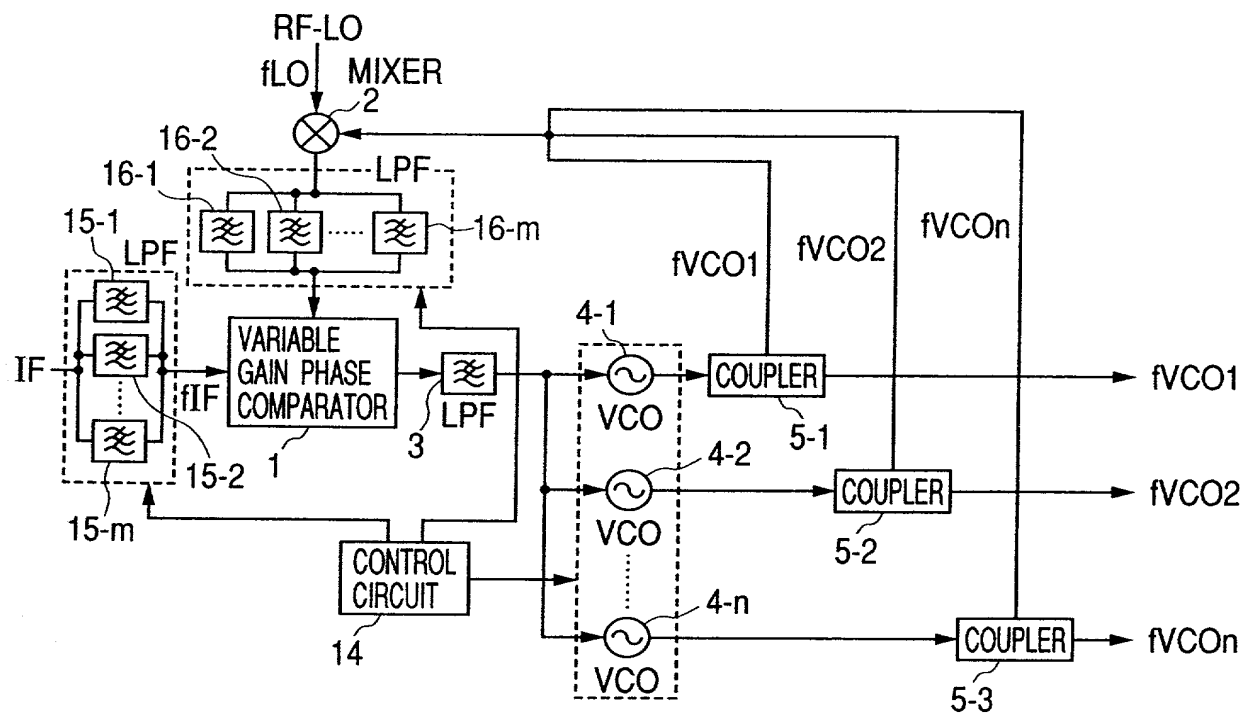 RF-LO
fLO
MIXER
2
16-2
LPF
16-1
16-m
15-1
LPF
fVCO1
fVCO2
fVCOn
IF
fIF
VARIABLE
GAIN PHASE
COMPARATOR
1
3
LPF
4-1
VCO
COUPLER
5-1
fVCO1
15-2
15-m
4-2
VCO
COUPLER
5-2
fVCO2
CONTROL
CIRCUIT
14
4-n
VCO
COUPLER
5-3
fVCOn